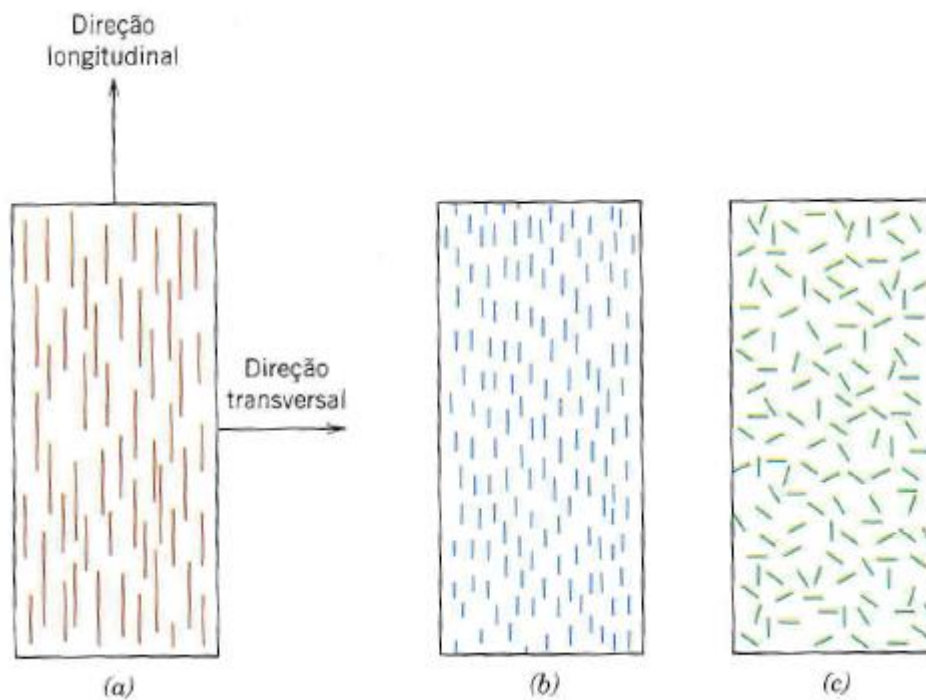 Direção
longitudinal
Direção
transversal
(a)
(b)
(c)